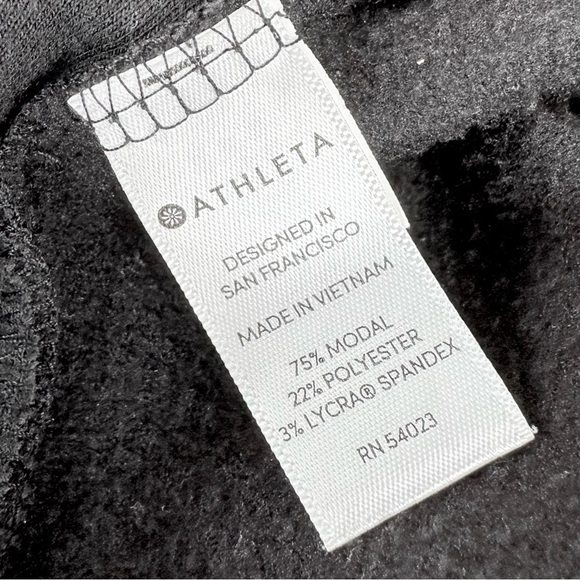 ATHLETA
DESIGNED IN
SAN FRANCISCO
MADE IN VIETNAM
75% MODAL
22% POLYESTER
3% LYCRA® SPANDEX
RN 54023